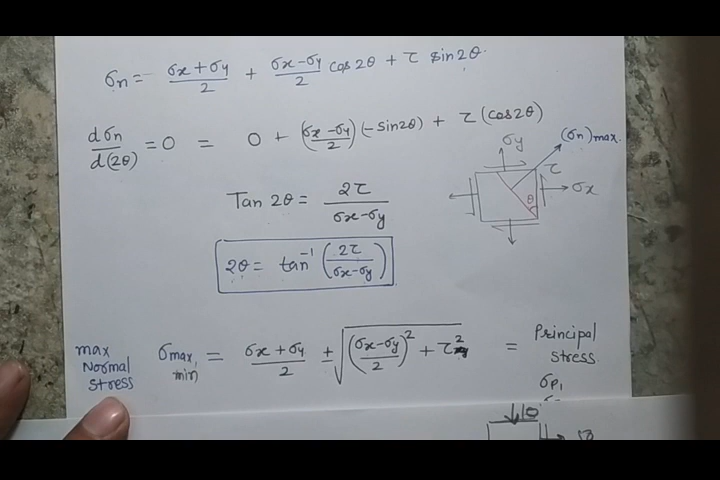 σn = σx + σy / 2 + σx - σy / 2 cos 2θ + τ sin 2θ
dσn / d(2θ) = 0 = 0 + (σx - σy / 2) (-sin2θ) + τ (cos2θ)
σy
(σn) max.
τ
θ
σx
Tan 2θ = 2τ / σx - σy
2θ = tan⁻¹ (2τ / σx - σy)
max Normal stress
σmax, min = σx + σy / 2 ± √((σx - σy / 2)² + τ²) = Principal stress
σp1
10